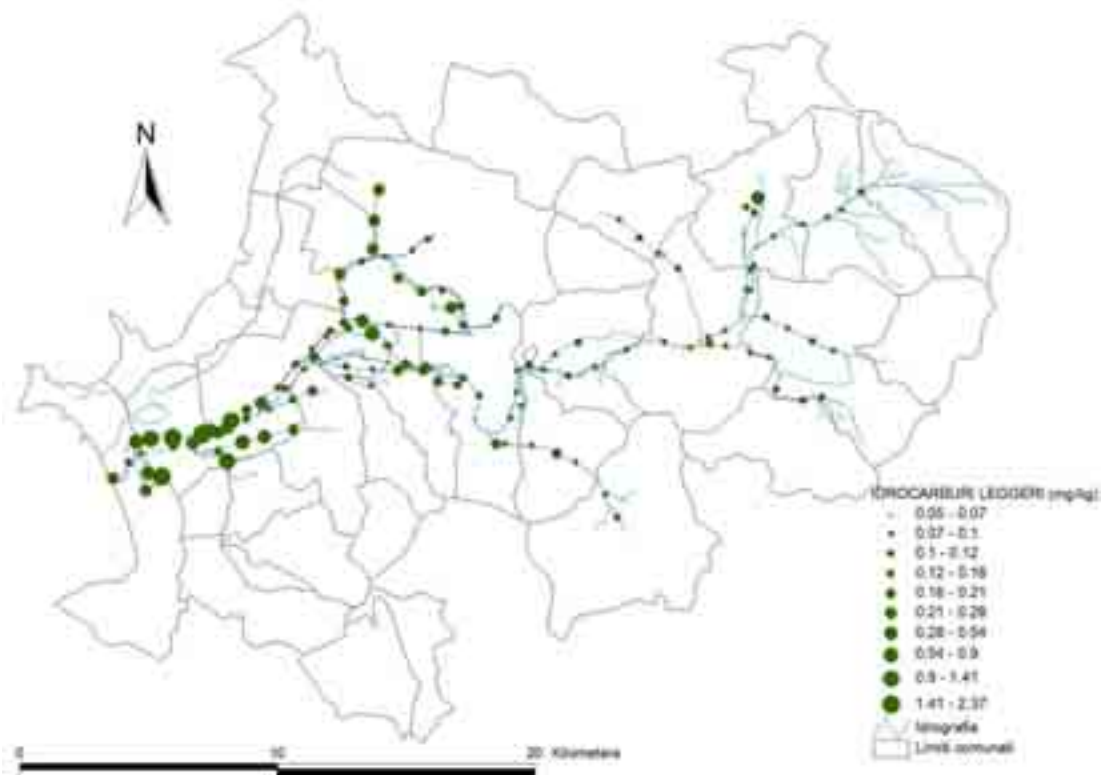 N
IDROCARBURI LEGGERI (mg/kg)
0.05 - 0.07
0.07 - 0.1
0.1 - 0.12
0.12 - 0.16
0.16 - 0.21
0.21 - 0.28
0.28 - 0.54
0.54 - 0.9
0.9 - 1.41
1.41 - 2.37
Idrografia
Limiti comunali
0 10 20 Kilometers